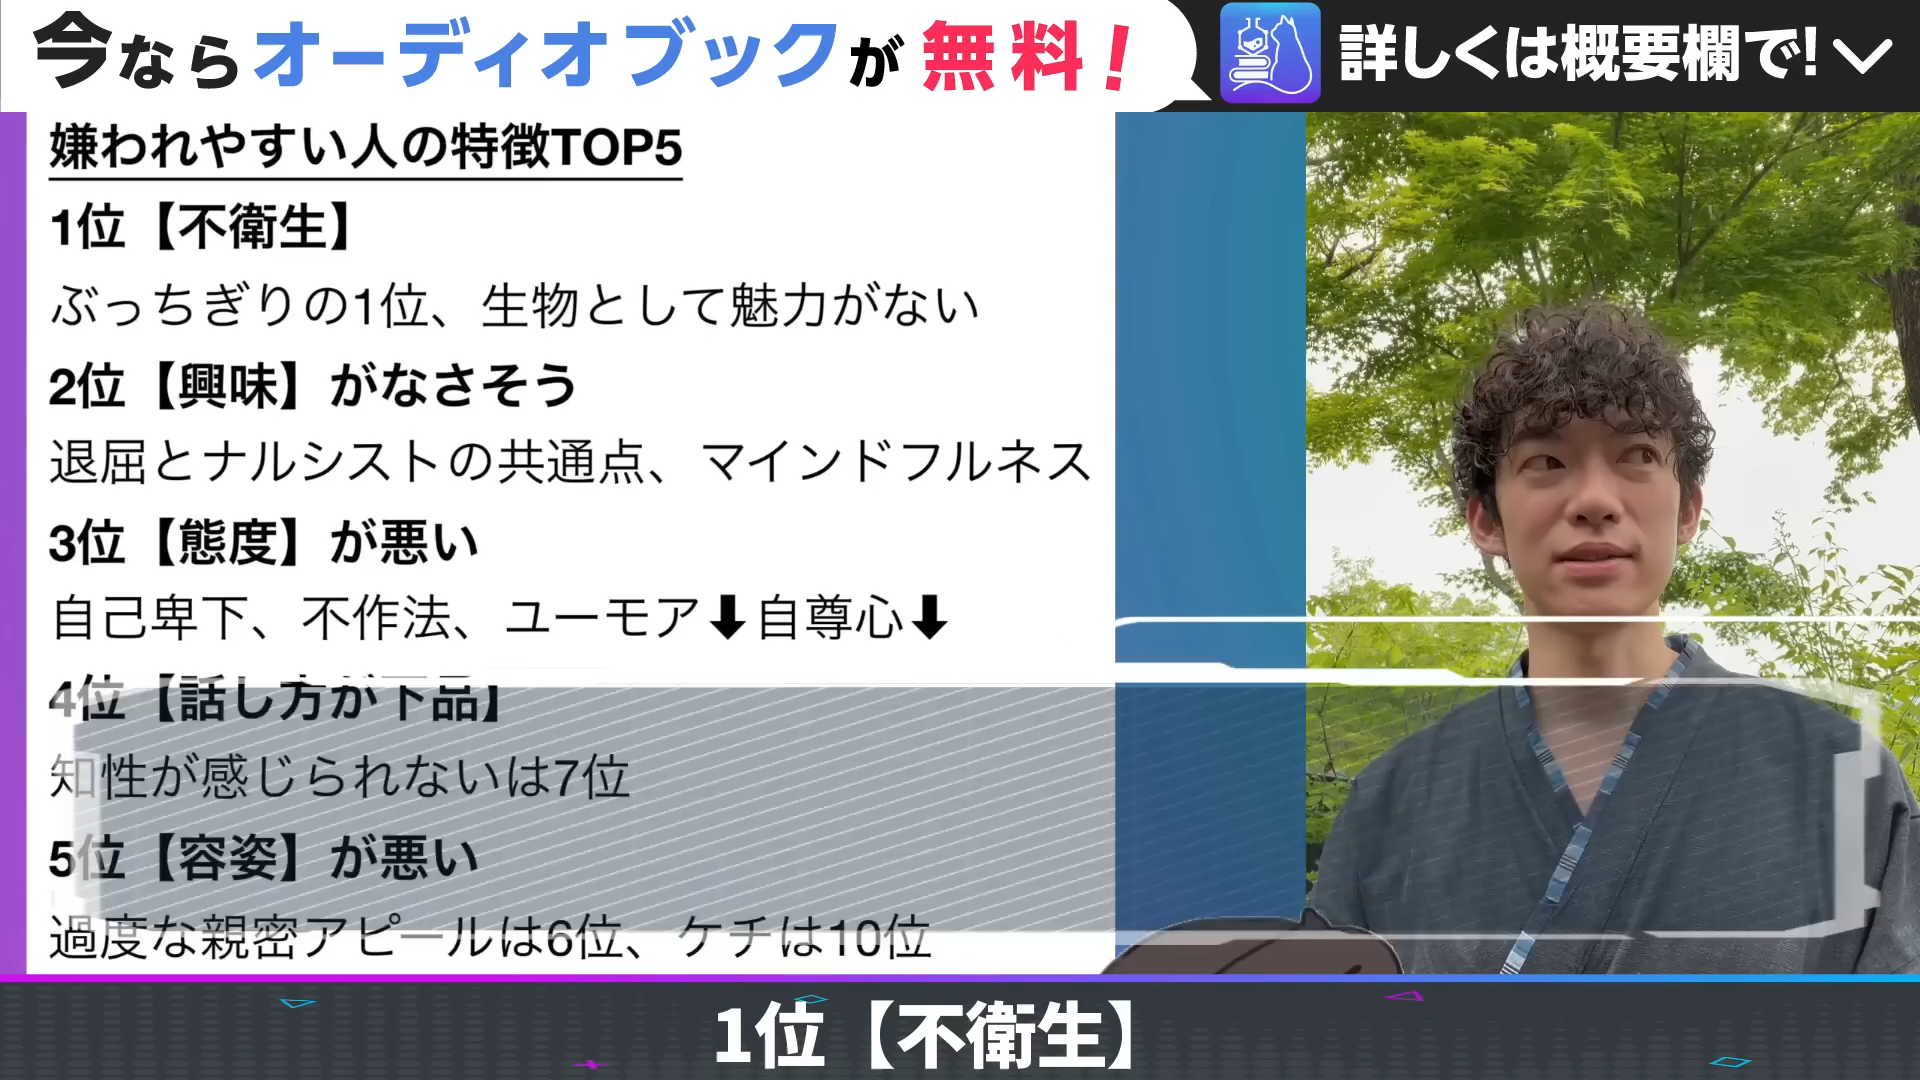 今ならオーディオブックが無料！
詳しくは概要欄で!
嫌われやすい人の特徴TOP5
1位【不衛生】
ぶっちぎりの1位、生物として魅力がない
2位【興味】がなさそう
退屈とナルシストの共通点、マインドフルネス
3位【態度】が悪い
自己卑下、不作法、ユーモア⬇自尊心⬇
4位【話し方が下品】
知性が感じられないは7位
5位【容姿】が悪い
過度な親密アピールは6位、ケチは10位
1位【不衛生】